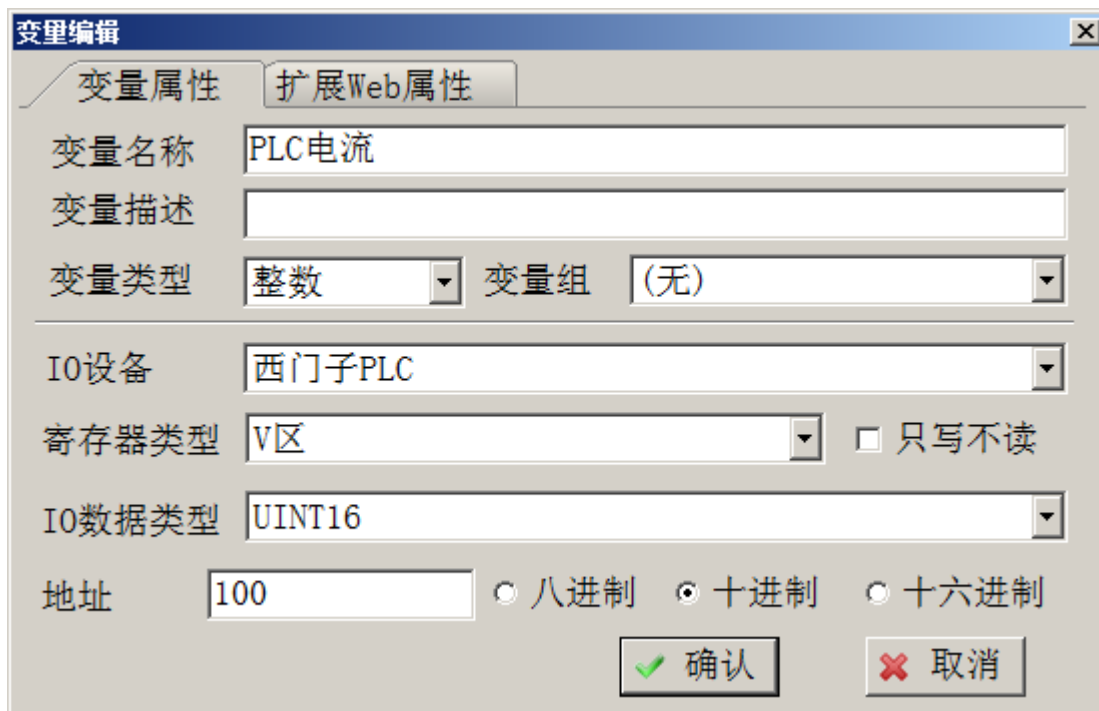 变里编辑
变量属性 扩展Web属性
变量名称 PLC电流
变量描述
变量类型 整数 变量组 (无)
IO设备 西门子PLC
寄存器类型 V区 只写不读
IO数据类型 UINT16
地址 100 八进制 十进制 十六进制
确认 取消